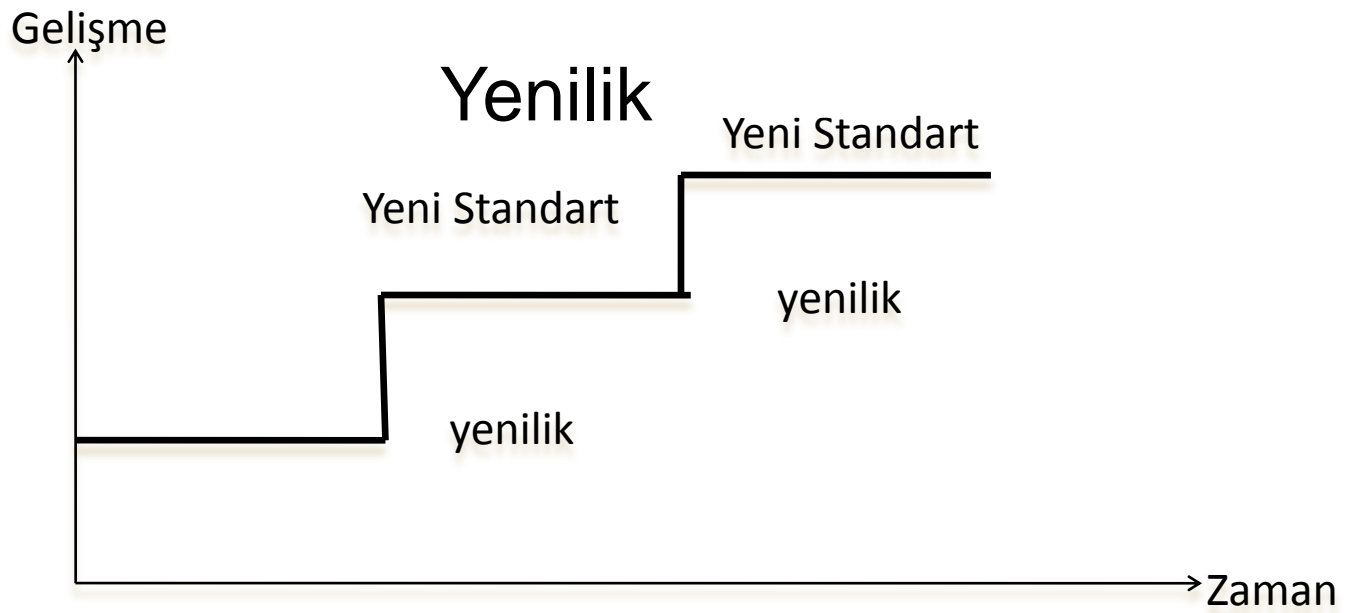 Gelişme
Yenilik
Yeni Standart
Yeni Standart
yenilik
yenilik
Zaman